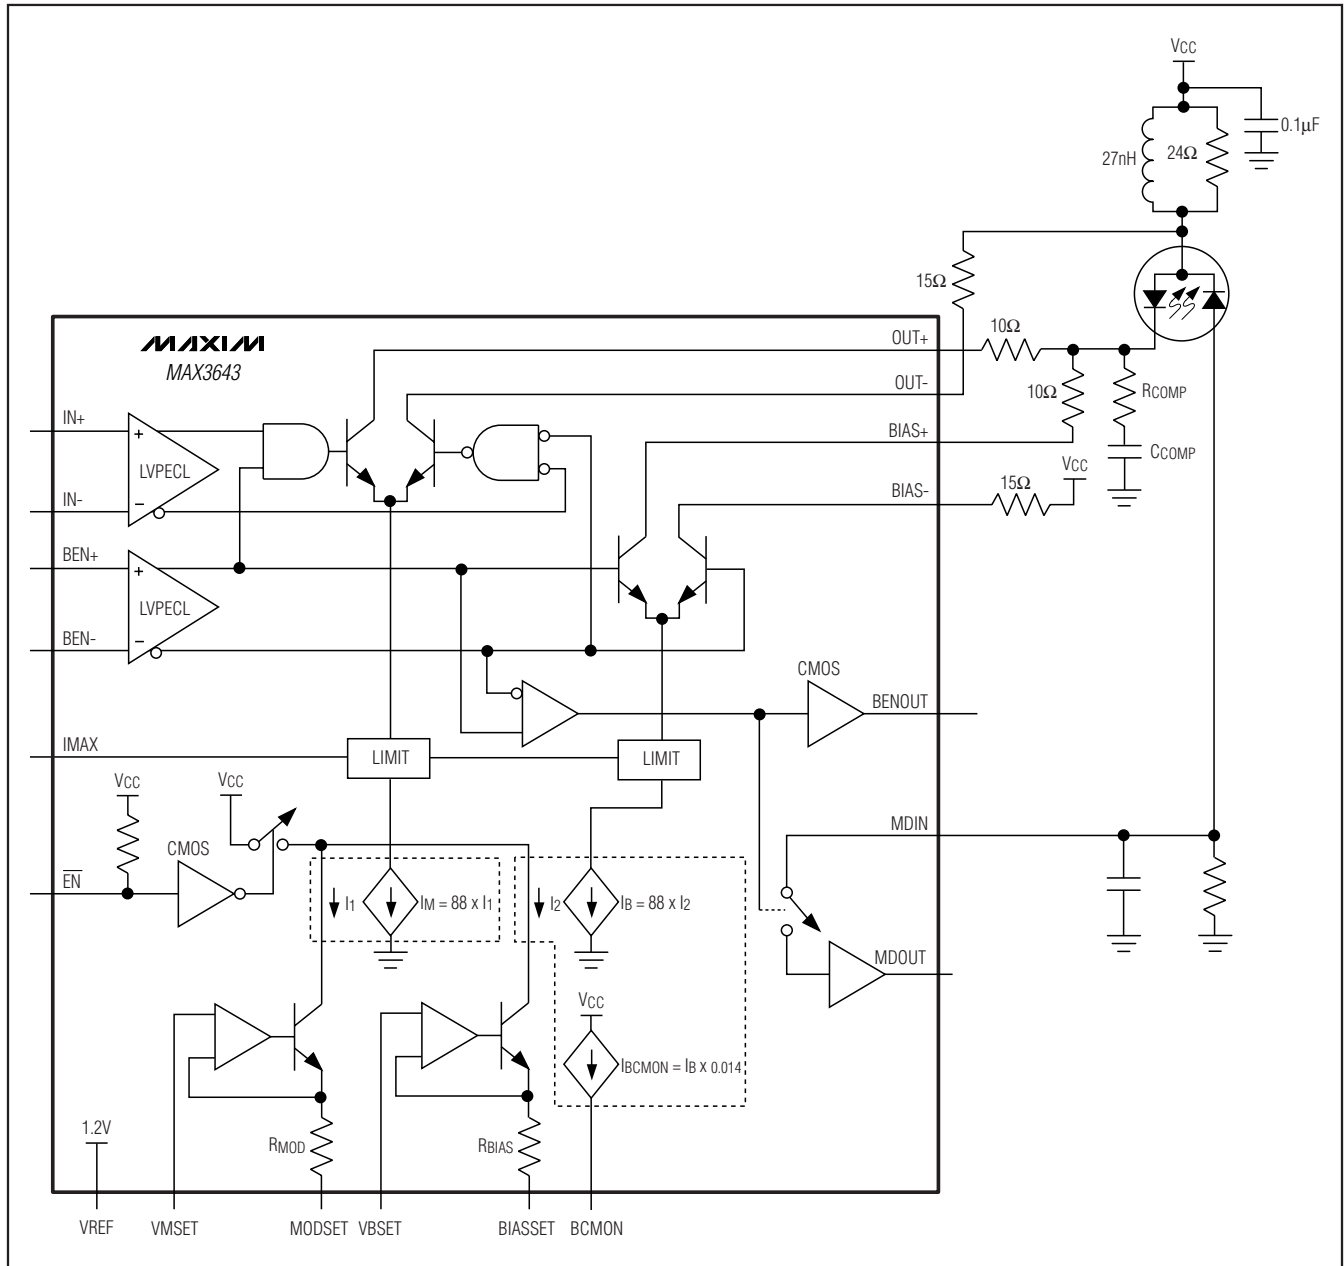 VCC
0.1µF
27nH
24Ω
15Ω
MAXIM
MAX3643
OUT+
10Ω
OUT-
10Ω
RCOMP
IN+
+
LVPECL
BIAS+
CCOMP
VCC
IN-
−
BIAS-
15Ω
BEN+
+
LVPECL
BEN-
−
CMOS
BENOUT
IMAX
LIMIT
LIMIT
VCC
VCC
MDIN
CMOS
EN
I1
IM = 88 x I1
I2
IB = 88 x I2
MDOUT
VCC
IBCMON = IB x 0.014
1.2V
RMOD
RBIAS
VREF
VMSET
MODSET
VBSET
BIASSET
BCMON